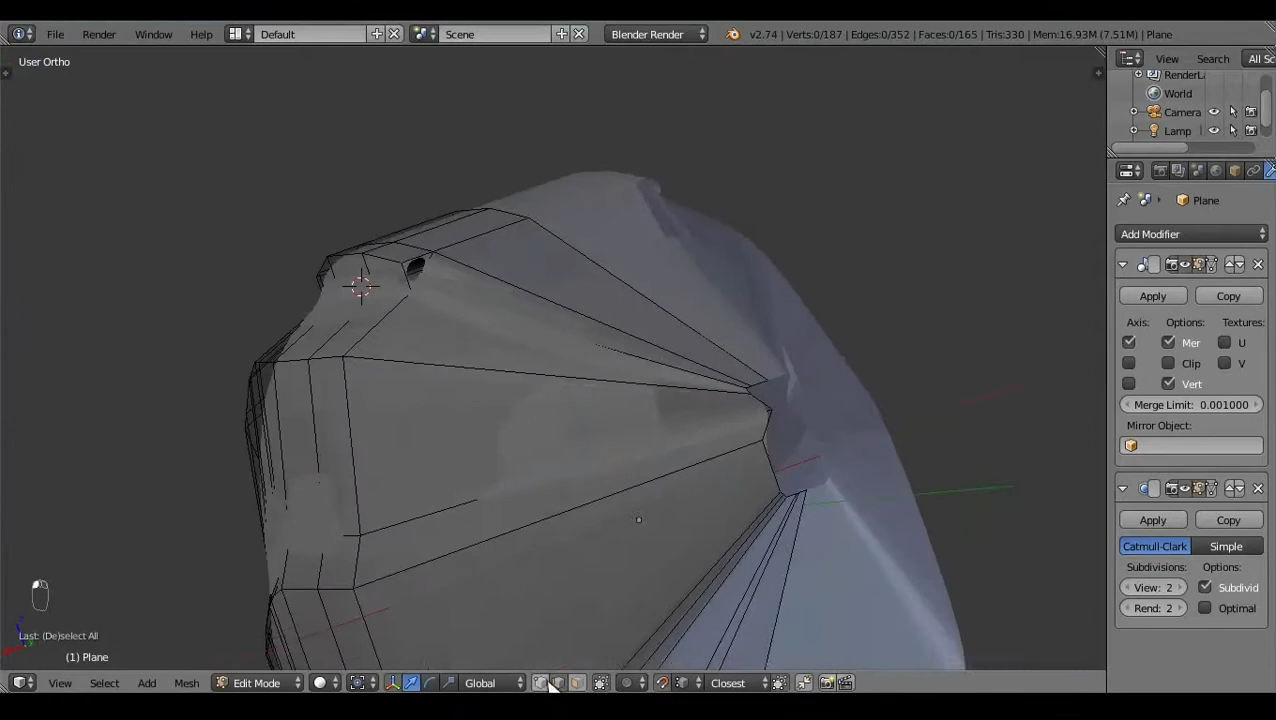 File Render Window Help Default Scene Blender Render v2.74 | Verts:0/187 | Edges:0/352 | Faces:0/165 | Tris:330 | Mem:16.93M (7.51M) | Plane
User Ortho
View Search All Sc
RenderLa
World
Camera
Lamp
Plane
Add Modifier
Apply Copy
Axis: Options: Textures:
Mer U
Clip V
Vert
Merge Limit: 0.001000
Mirror Object:
Apply Copy
Catmull-Clark Simple
Subdivisions: Options:
View: 2 Subdivid
Rend: 2 Optimal
Last: (De)select All
(1) Plane
View Select Add Mesh Edit Mode Global Closest